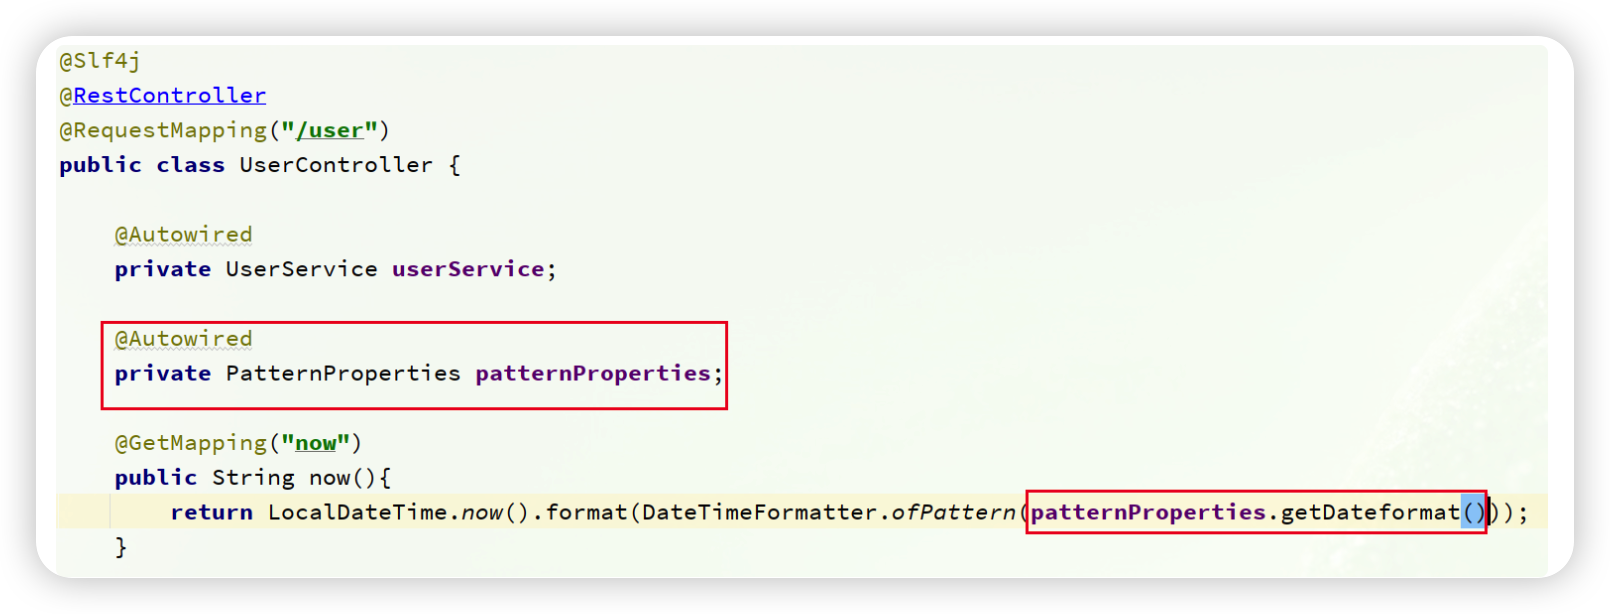 @Slf4j
@RestController
@RequestMapping("/user")
public class UserController {
@Autowired
private UserService userService;
@Autowired
private PatternProperties patternProperties;
@GetMapping("now")
public String now(){
return LocalDateTime.now().format(DateTimeFormatter.ofPattern(patternProperties.getDateformat()));
}